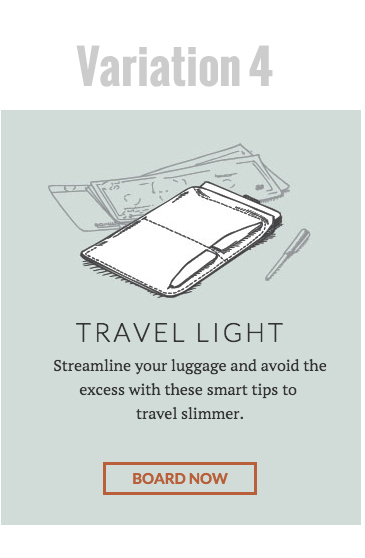 Variation 4
TRAVEL LIGHT
Streamline your luggage and avoid the
excess with these smart tips to
travel slimmer.
BOARD NOW